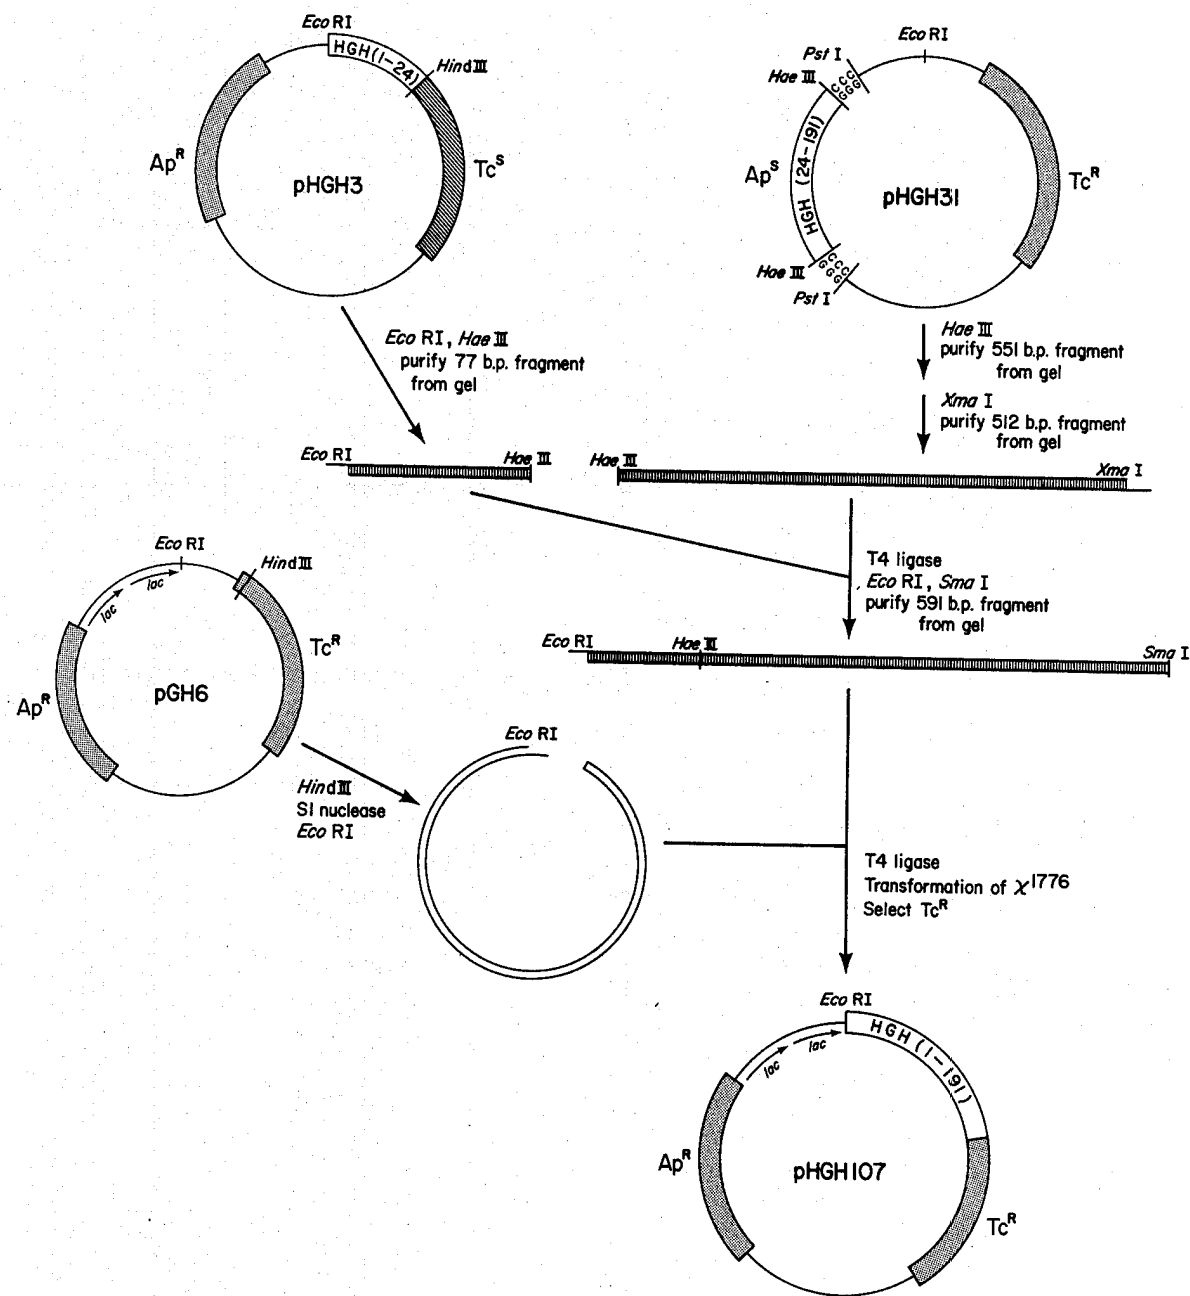 Eco RI
HGH(1-24)
Hind III
Ap^R
Tc^S
pHGH3
Eco RI
Pst I
Hae III
C C C
G G G
HGH (24-191)
Ap^S
Tc^R
pHGH31
Hae III
C C C
G G G
Pst I
Eco RI, Hae III
purify 77 b.p. fragment
from gel
Hae III
purify 551 b.p. fragment
from gel
Xma I
purify 512 b.p. fragment
from gel
Eco RI
Hae III
Hae III
Xma I
Eco RI
Hind III
lac
lac
Ap^R
Tc^R
pGH6
T4 ligase
Eco RI, Sma I
purify 591 b.p. fragment
from gel
Eco RI
Hae III
Sma I
Hind III
S1 nuclease
Eco RI
Eco RI
T4 ligase
Transformation of χ1776
Select Tc^R
Eco RI
HGH (1-191)
lac
lac
Ap^R
Tc^R
pHGH107